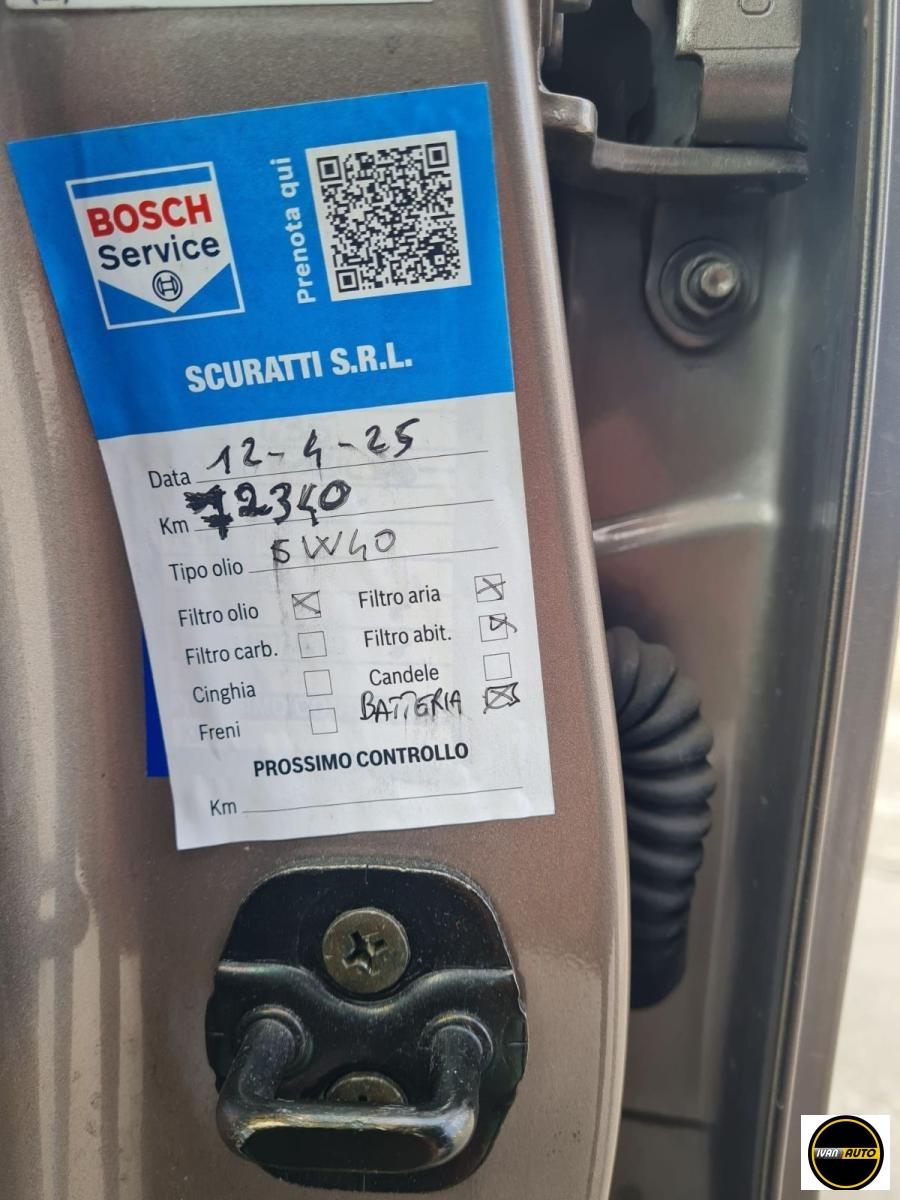 BOSCH
Service
Prenota qui
SCURATTI S.R.L.
Data 12-4-25
Km 72340
Tipo olio 5W40
Filtro olio
Filtro aria
Filtro carb.
Filtro abit.
Cinghia
Candele
Freni
BATTERIA
PROSSIMO CONTROLLO
Km
IVAN AUTO